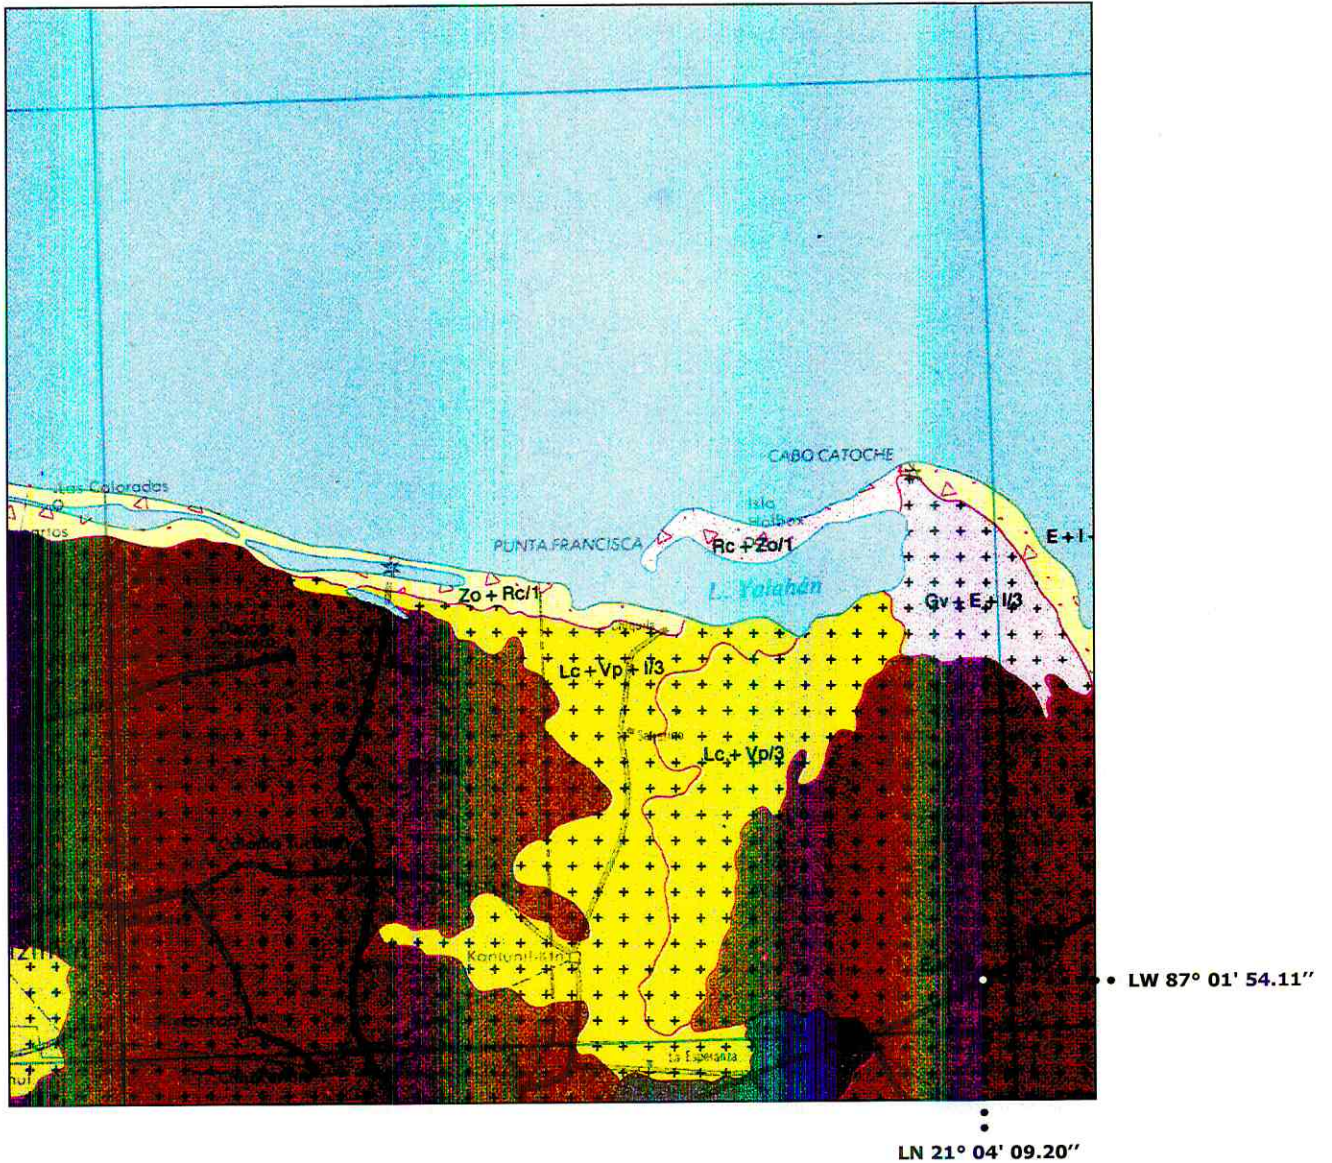 CABO CATOCHE
Las Coloradas
Isla
Holbox
E + I
PUNTA FRANCISCA
Rc + Zo/1
L. Yalahán
Zo + Rc/1
Gv + E + I/3
Lc + Vp + I/3
Lc + Vp/3
Kantunilkín
La Esperanza
LW 87° 01' 54.11''
LN 21° 04' 09.20''